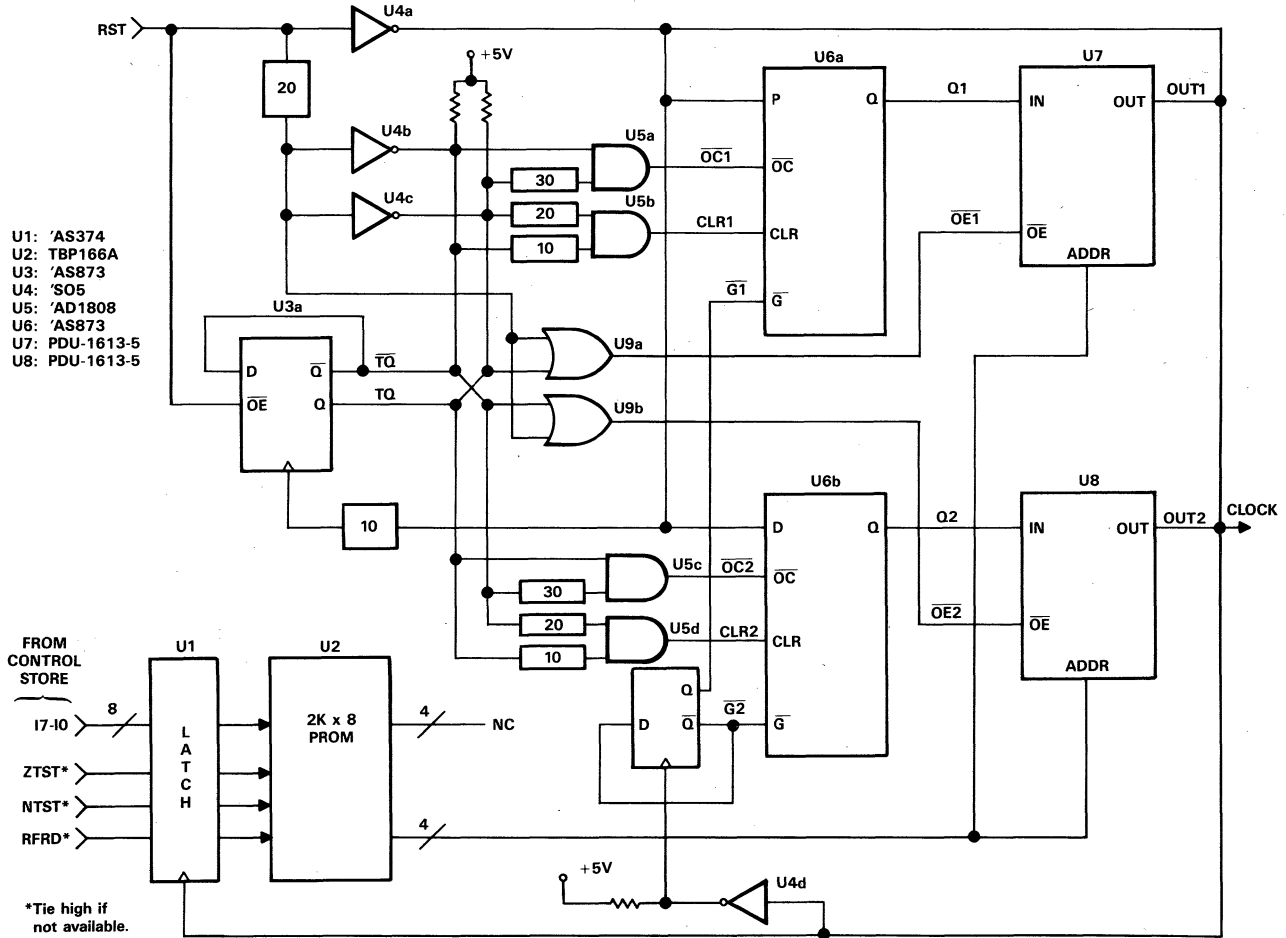 RST
U4a
20
+5V
U4b
U4c
U5a
30
20
U5b
10
OC1
CLR1
G1
U6a
P
Q
OC
CLR
G
Q1
U7
IN
OUT
OE
ADDR
OUT1
OE1
U1: 'AS374
U2: TBP166A
U3: 'AS873
U4: 'SO5
U5: 'AD1808
U6: 'AS873
U7: PDU-1613-5
U8: PDU-1613-5
U3a
D
Q
OE
Q
TQ
TQ
U9a
U9b
10
U5c
30
20
U5d
10
OC2
CLR2
U6b
D
Q
OC
CLR
G
Q2
U8
IN
OUT
OE
ADDR
OUT2
OE2
CLOCK
Q
D
Q
G2
FROM
CONTROL
STORE
I7-I0
8
ZTST*
NTST*
RFRD*
U1
LATCH
U2
2K x 8
PROM
4
NC
4
+5V
U4d
*Tie high if
not available.